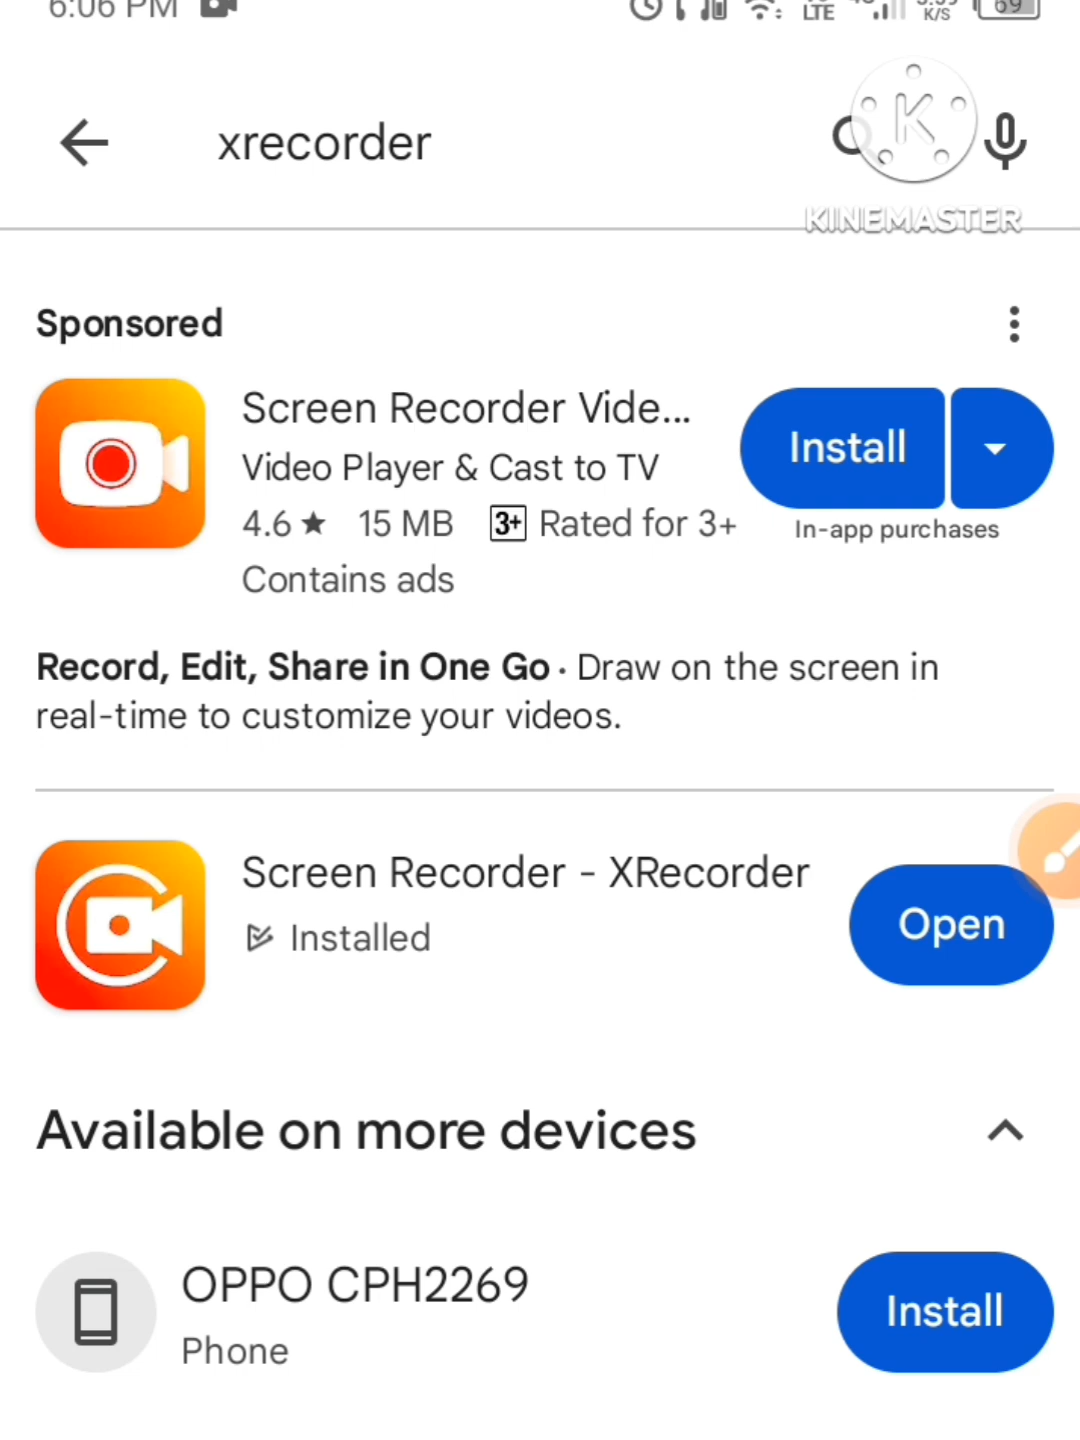 6:06 PM
LTE
K/S
69
xrecorder
K
KINEMASTER
Sponsored
Screen Recorder Vide...
Video Player & Cast to TV
Install
4.6★ 15 MB 3+ Rated for 3+
In-app purchases
Contains ads
Record, Edit, Share in One Go · Draw on the screen in
real-time to customize your videos.
Screen Recorder - XRecorder
Installed
Open
Available on more devices
OPPO CPH2269
Phone
Install